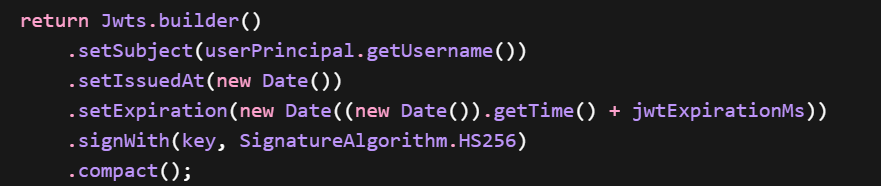 return Jwts.builder()
.setSubject(userPrincipal.getUsername())
.setIssuedAt(new Date())
.setExpiration(new Date((new Date()).getTime() + jwtExpirationMs))
.signWith(key, SignatureAlgorithm.HS256)
.compact();